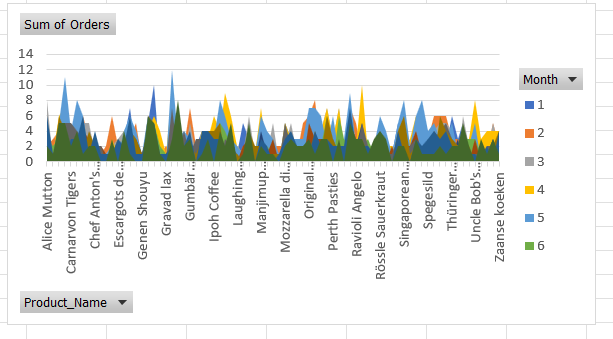 Sum of Orders
14
12
10
8
6
4
2
0
Alice Mutton
Carnarvon Tigers
Chef Anton's...
Escargots de...
Genen Shouyu
Gravad lax
Gumbär...
Ipoh Coffee
Laughing...
Manjimup...
Mozzarella di...
Original...
Perth Pasties
Ravioli Angelo
Rössle Sauerkraut
Singaporean...
Spegesild
Thüringer...
Uncle Bob's...
Zaanse koeken
Month
1
2
3
4
5
6
Product_Name